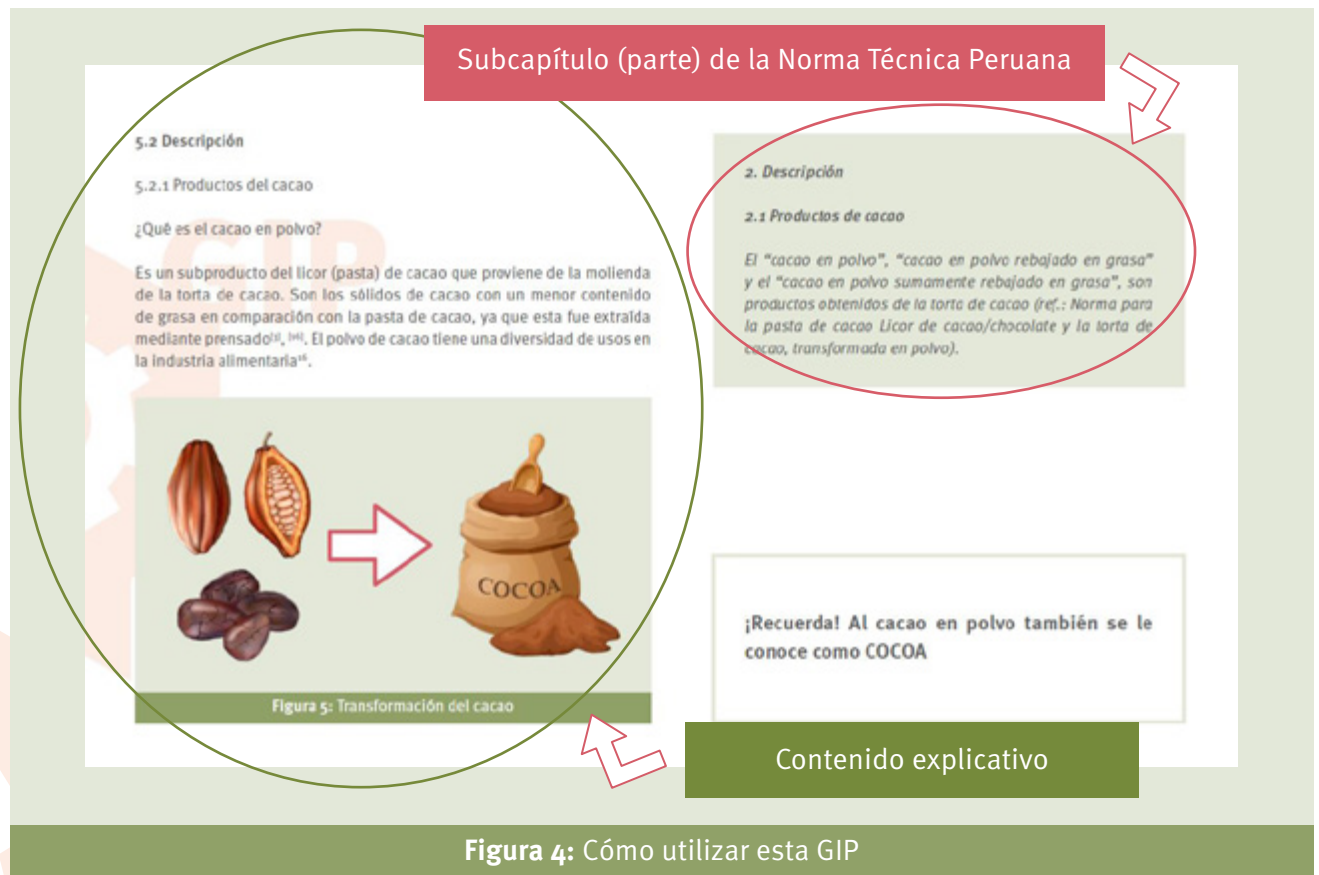 Subcapítulo (parte) de la Norma Técnica Peruana
GIP
5.2 Descripción
5.2.1 Productos del cacao
¿Qué es el cacao en polvo?
Es un subproducto del licor (pasta) de cacao que proviene de la molienda
de la torta de cacao. Son los sólidos de cacao con un menor contenido
de grasa en comparación con la pasta de cacao, ya que esta fue extraída
mediante prensado, . El polvo de cacao tiene una diversidad de usos en
la industria alimentaria¹⁶.
COCOA
Figura 5: Transformación del cacao
2. Descripción
2.1 Productos de cacao
El “cacao en polvo”, “cacao en polvo rebajado en grasa”
y el “cacao en polvo sumamente rebajado en grasa”, son
productos obtenidos de la torta de cacao (ref.: Norma para
la pasta de cacao Licor de cacao/chocolate y la torta de
cacao, transformada en polvo).
¡Recuerda! Al cacao en polvo también se le
conoce como COCOA
Contenido explicativo
Figura 4: Cómo utilizar esta GIP